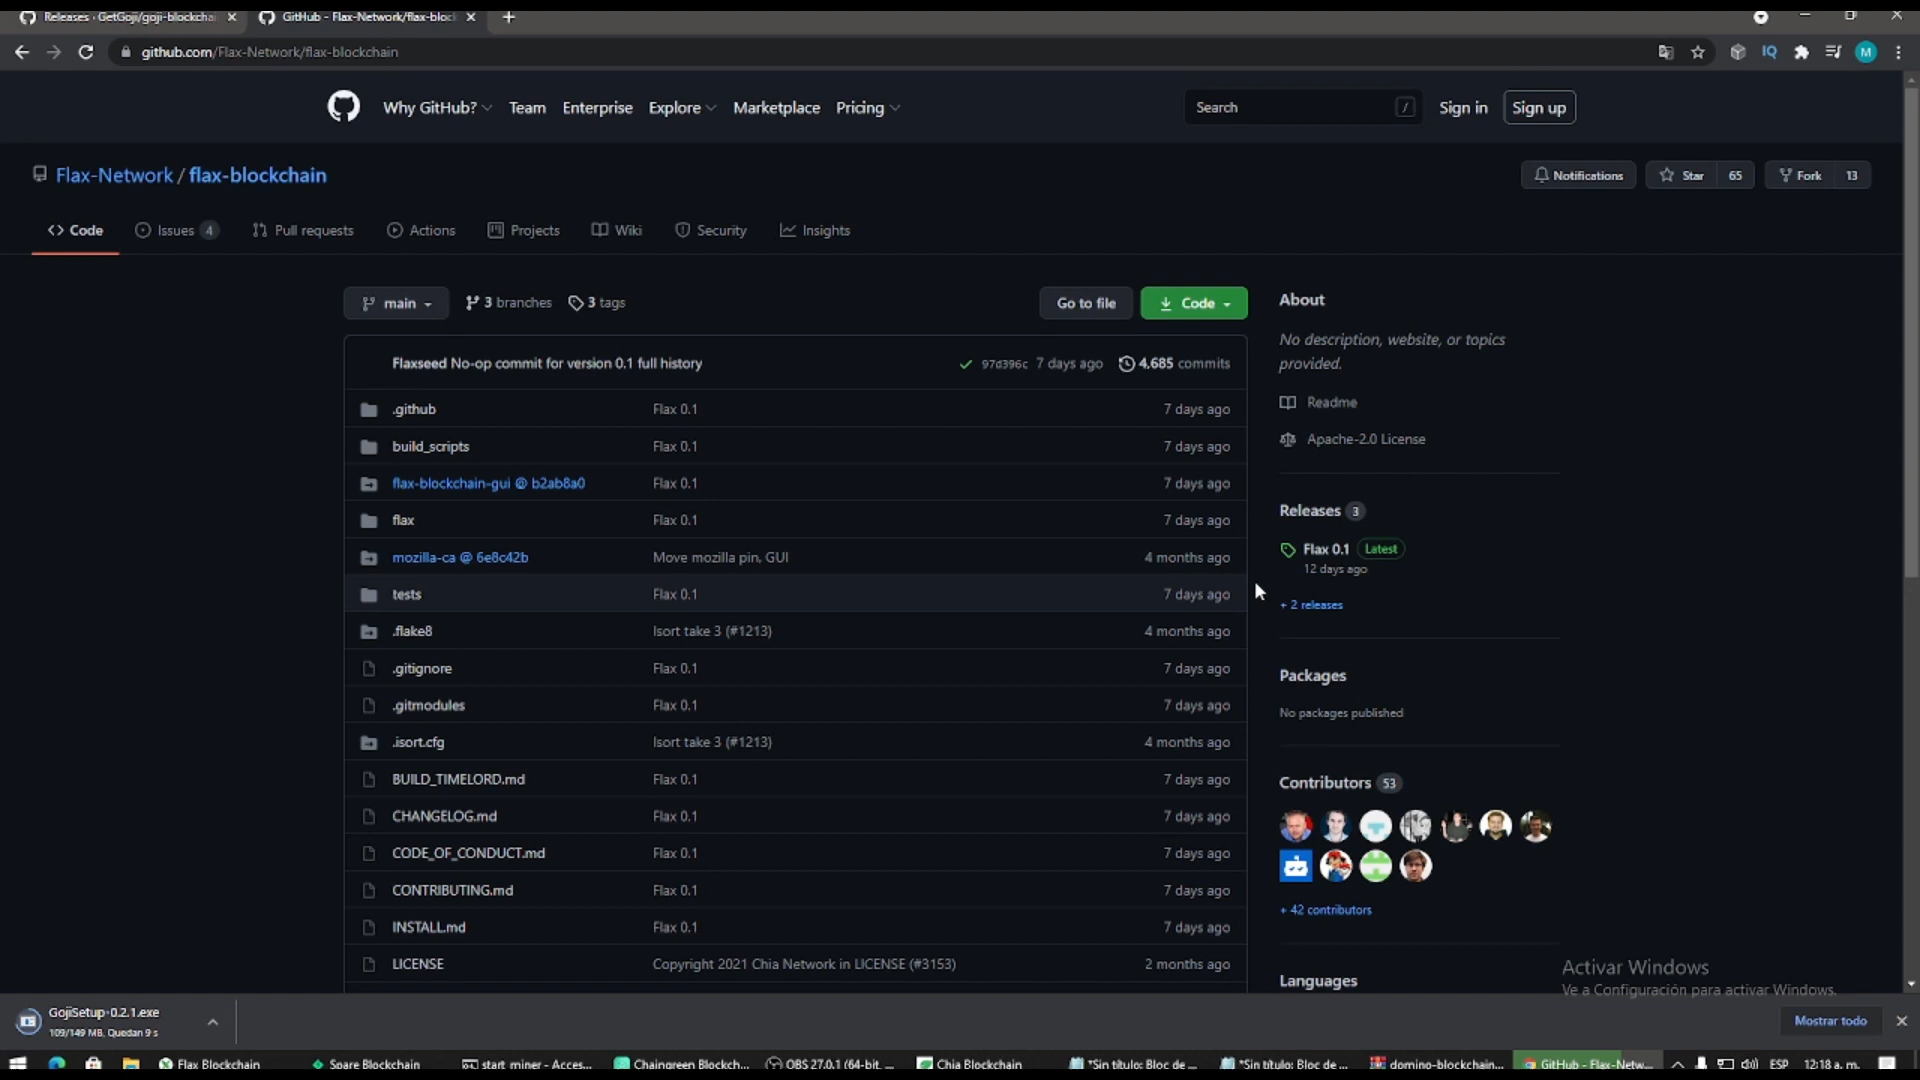 Releases · GetGoji/goji-blockchai
GitHub - Flax-Network/flax-bloc
github.com/Flax-Network/flax-blockchain
M
Why GitHub?
Team
Enterprise
Explore
Marketplace
Pricing
Search
/
Sign in
Sign up
Flax-Network / flax-blockchain
Notifications
Star 65
Fork 13
Code
Issues 4
Pull requests
Actions
Projects
Wiki
Security
Insights
main
3 branches
3 tags
Go to file
Code
Flaxseed No-op commit for version 0.1 full history
97d396c 7 days ago
4,685 commits
.github Flax 0.1 7 days ago
build_scripts Flax 0.1 7 days ago
flax-blockchain-gui @ b2ab8a0 Flax 0.1 7 days ago
flax Flax 0.1 7 days ago
mozilla-ca @ 6e8c42b Move mozilla pin, GUI 4 months ago
tests Flax 0.1 7 days ago
.flake8 Isort take 3 (#1213) 4 months ago
.gitignore Flax 0.1 7 days ago
.gitmodules Flax 0.1 7 days ago
.isort.cfg Isort take 3 (#1213) 4 months ago
BUILD_TIMELORD.md Flax 0.1 7 days ago
CHANGELOG.md Flax 0.1 7 days ago
CODE_OF_CONDUCT.md Flax 0.1 7 days ago
CONTRIBUTING.md Flax 0.1 7 days ago
INSTALL.md Flax 0.1 7 days ago
LICENSE Copyright 2021 Chia Network in LICENSE (#3153) 2 months ago
About
No description, website, or topics
provided.
Readme
Apache-2.0 License
Releases 3
Flax 0.1 Latest
12 days ago
+ 2 releases
Packages
No packages published
Contributors 53
+ 42 contributors
Languages
Activar Windows
Ve a Configuración para activar Windows.
GojiSetup-0.2.1.exe
109/149 MB, Quedan 9 s
Mostrar todo
Flax Blockchain
Spare Blockchain
start_miner - Acces...
Chaingreen Blockch...
OBS 27.0.1 (64-bit, ...
Chia Blockchain
*Sin título: Bloc de ...
*Sin título: Bloc de ...
domino-blockchain...
GitHub - Flax-Netw...
ESP
12:18 a. m.